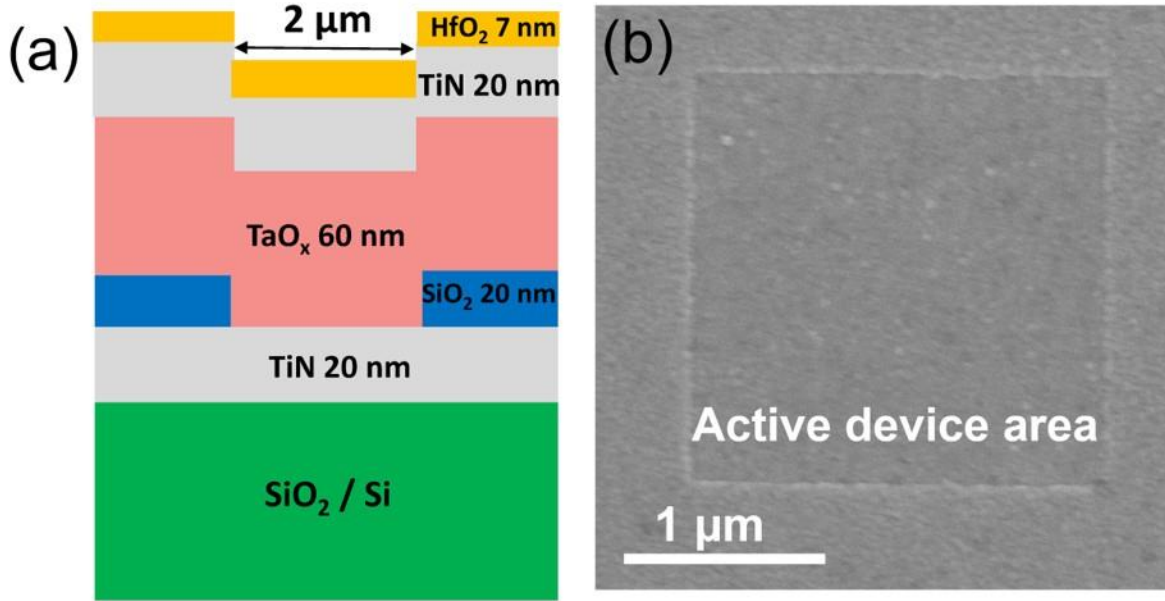 (a)
2 μm
HfO₂ 7 nm
TiN 20 nm
TaOₓ 60 nm
SiO₂ 20 nm
TiN 20 nm
SiO₂ / Si
(b)
Active device area
1 μm